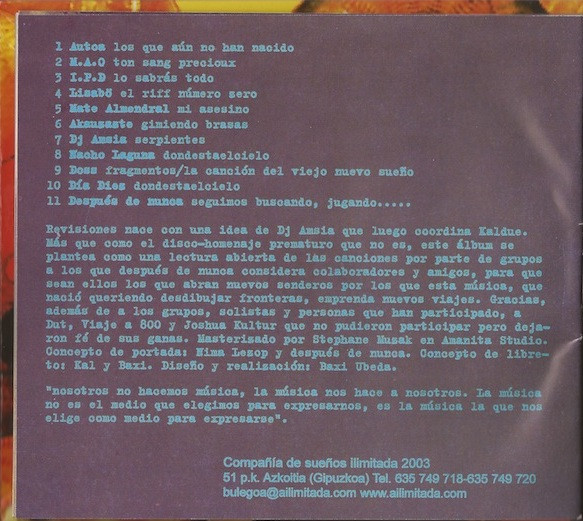 1 Autoa los que aún no han nacido
2 M.A.Q ton sang precioux
3 I.P.D lo sabrás todo
4 Lisabö el riff número zero
5 Mate Almendral mi asesino
6 Akauzazte gimiendo brasas
7 Dj Amsia serpientes
8 Nacho Laguna dondestaelcielo
9 Doss fragmentos/la canción del viejo nuevo sueño
10 Día Dies dondestaelcielo
11 Después de nunca seguimos buscando, jugando.....
Revisiones nace con una idea de Dj Amsia que luego coordina Kaldue.
Más que como el disco-homenaje prematuro que no es, este álbum se
plantea como una lectura abierta de las canciones por parte de grupos
a los que después de nunca considera colaboradores y amigos, para que
sean ellos los que abran nuevos senderos por los que esta música, que
nació queriendo desdibujar fronteras, emprenda nuevos viajes. Gracias,
además de a los grupos, solistas y personas que han participado, a
Dut, Viaje a 800 y Joshua Kultur que no pudieron participar pero deja-
ron fé de sus ganas. Masterizado por Stephane Musak en Amanita Studio.
Concepto de portada: Nima Lezop y después de nunca. Concepto de libre-
to: Kal y Baxi. Diseño y realización: Baxi Ubeda.
"nosotros no hacemos música, la música nos hace a nosotros. La música
no es el medio que elegimos para expresarnos, es la música la que nos
elige como medio para expresarse".
Compañía de sueños ilimitada 2003
51 p.k. Azkoitia (Gipuzkoa) Tel. 635 749 718-635 749 720
bulegoa@ailimitada.com www.ailimitada.com